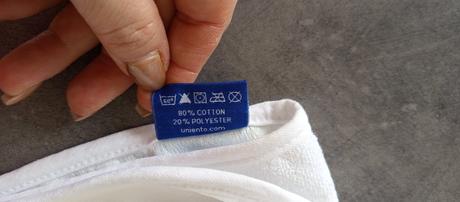 60°
80% COTTON
20% POLYESTER
uniento.com